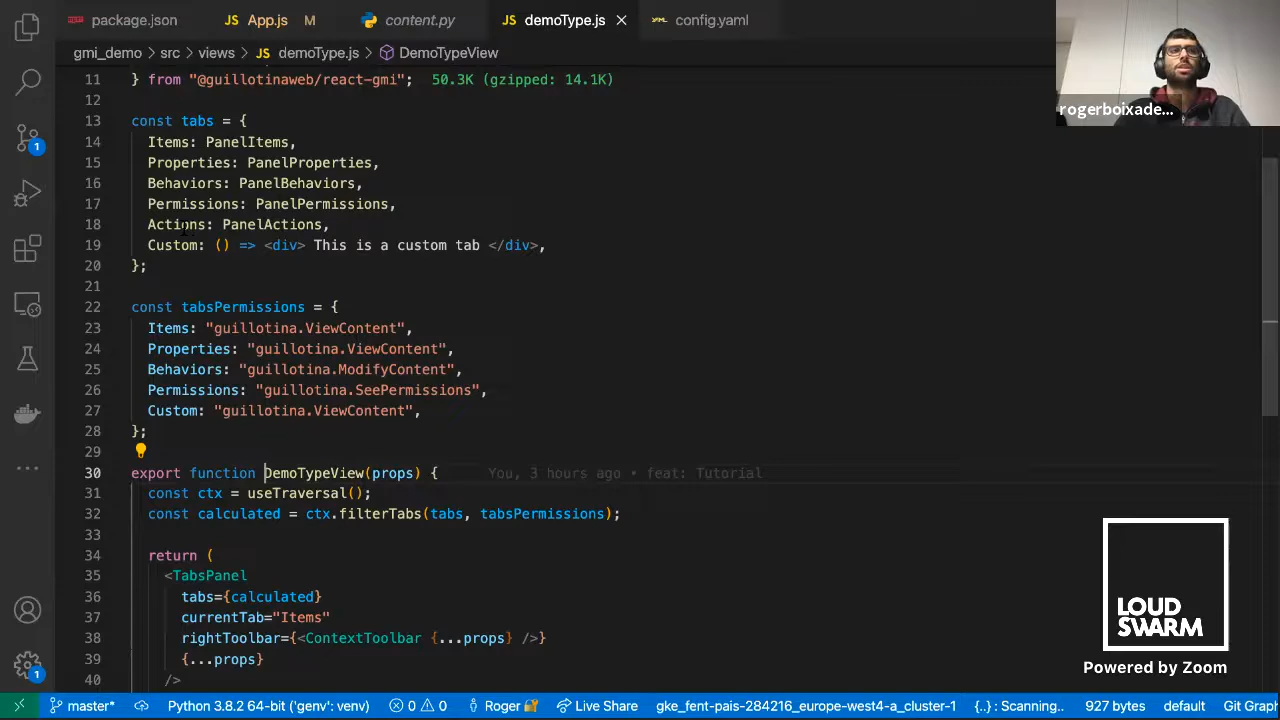 package.json
App.js M
content.py
demoType.js
config.yaml
gmi_demo > src > views > JS demoType.js > DemoTypeView
11 } from "@guillotinaweb/react-gmi"; 50.3K (gzipped: 14.1K)
12
13 const tabs = {
14 Items: PanelItems,
15 Properties: PanelProperties,
16 Behaviors: PanelBehaviors,
17 Permissions: PanelPermissions,
18 Actions: PanelActions,
19 Custom: () => <div> This is a custom tab </div>,
20 };
21
22 const tabsPermissions = {
23 Items: "guillotina.ViewContent",
24 Properties: "guillotina.ViewContent",
25 Behaviors: "guillotina.ModifyContent",
26 Permissions: "guillotina.SeePermissions",
27 Custom: "guillotina.ViewContent",
28 };
29
30 export function DemoTypeView(props) { You, 3 hours ago • feat: Tutorial
31 const ctx = useTraversal();
32 const calculated = ctx.filterTabs(tabs, tabsPermissions);
33
34 return (
35 <TabsPanel
36 tabs={calculated}
37 currentTab="Items"
38 rightToolbar={<ContextToolbar {...props} />}
39 {...props}
40 />
rogerboixade...
LOUD
SWARM
Powered by Zoom
1
1
master* Python 3.8.2 64-bit ('genv': venv) 0 0 Roger Live Share gke_fent-pais-284216_europe-west4-a_cluster-1 {..} : Scanning.. 927 bytes default Git Graph